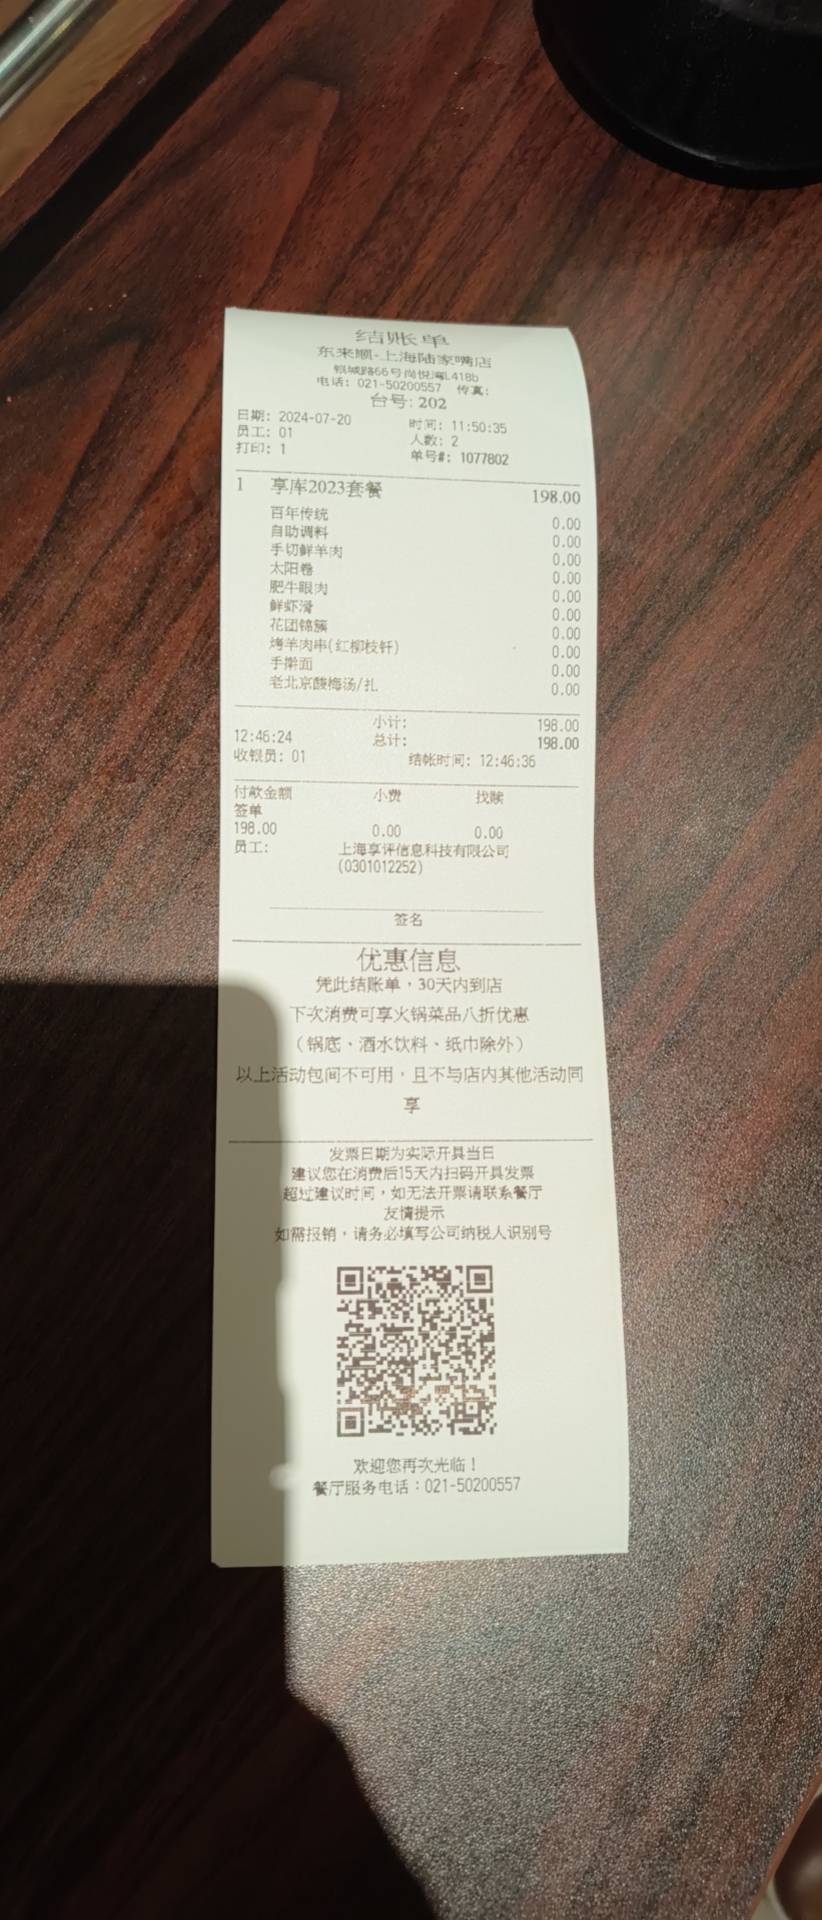 结账单
东来顺-上海陆家嘴店
银城路66号尚悦湾L418b
电话: 021-50200557 传真:
台号: 202
日期: 2024-07-20 时间: 11:50:35
员工: 01 人数: 2
打印: 1 单号#: 1077802
1 享库2023套餐 198.00
百年传统 0.00
自助调料 0.00
手切鲜羊肉 0.00
太阳卷 0.00
肥牛眼肉 0.00
鲜虾滑 0.00
花团锦簇 0.00
烤羊肉串(红柳枝钎) 0.00
手擀面 0.00
老北京酸梅汤/扎 0.00
小计: 198.00
12:46:24 总计: 198.00
收银员: 01 结帐时间: 12:46:36
付款金额 小费 找赎
签单
198.00 0.00 0.00
员工: 上海享评信息科技有限公司
(0301012252)
签名
优惠信息
凭此结账单，30天内到店
下次消费可享火锅菜品八折优惠
（锅底、酒水饮料、纸巾除外）
以上活动包间不可用，且不与店内其他活动同
享
发票日期为实际开具当日
建议您在消费后15天内扫码开具发票
超过建议时间，如无法开票请联系餐厅
友情提示
如需报销，请务必填写公司纳税人识别号
欢迎您再次光临！
餐厅服务电话：021-50200557